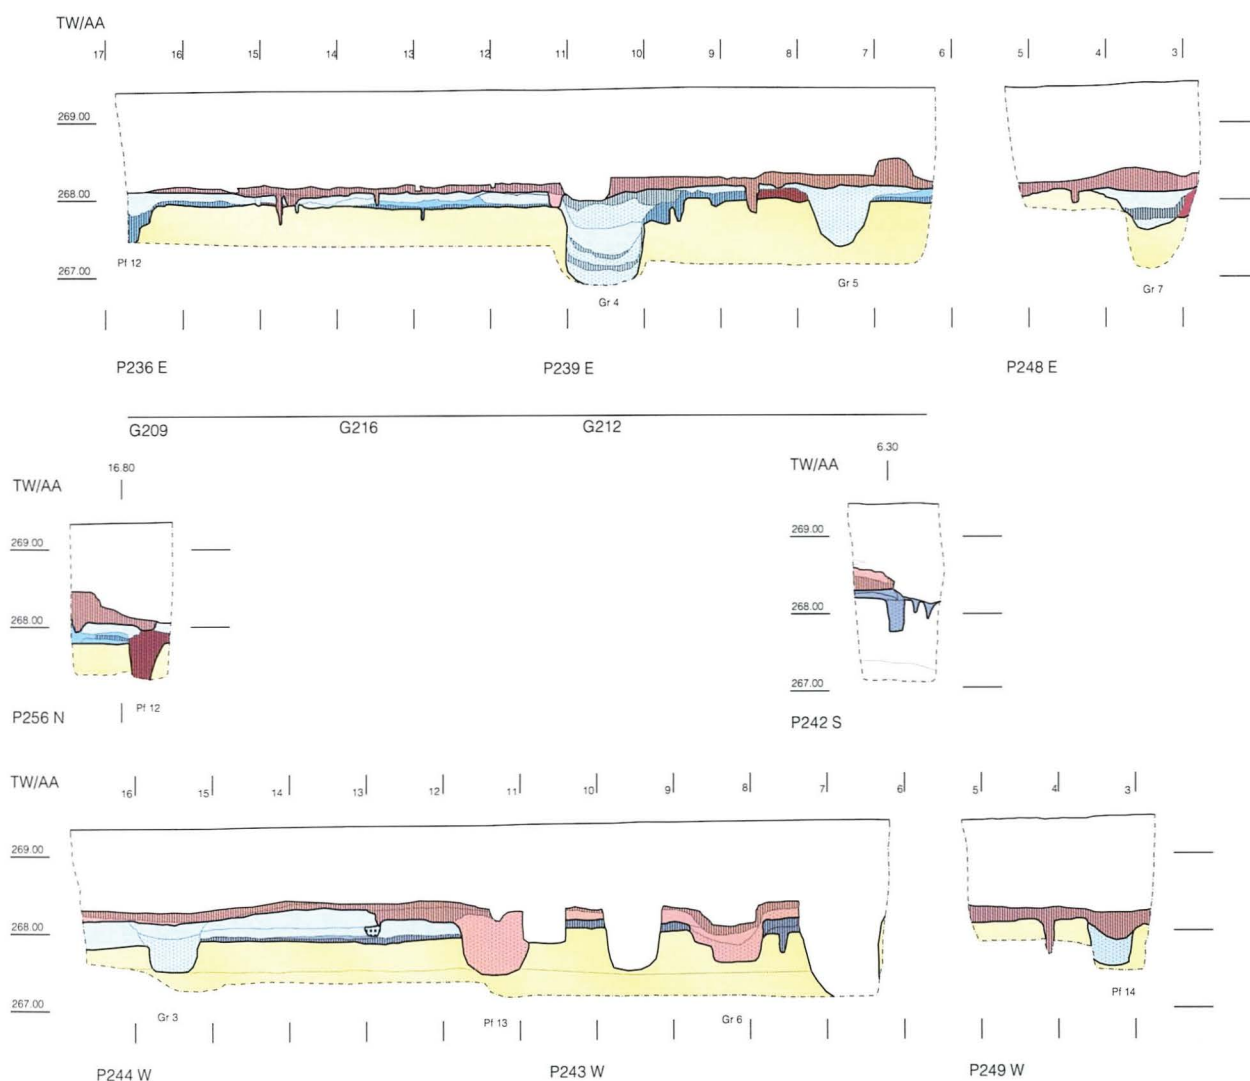 TW/AA
17 16 15 14 13 12 11 10 9 8 7 6 5 4 3
269.00
268.00
267.00
Pf 12
Gr 4
Gr 5
Gr 7
P236 E P239 E P248 E
G209 G216 G212
16.80
6.30
TW/AA
TW/AA
269.00
268.00
269.00
268.00
267.00
Pf 12
P256 N
P242 S
TW/AA
16 15 14 13 12 11 10 9 8 7 6 5 4 3
269.00
268.00
267.00
Gr 3
Pf 13
Gr 6
Pf 14
P244 W P243 W P249 W